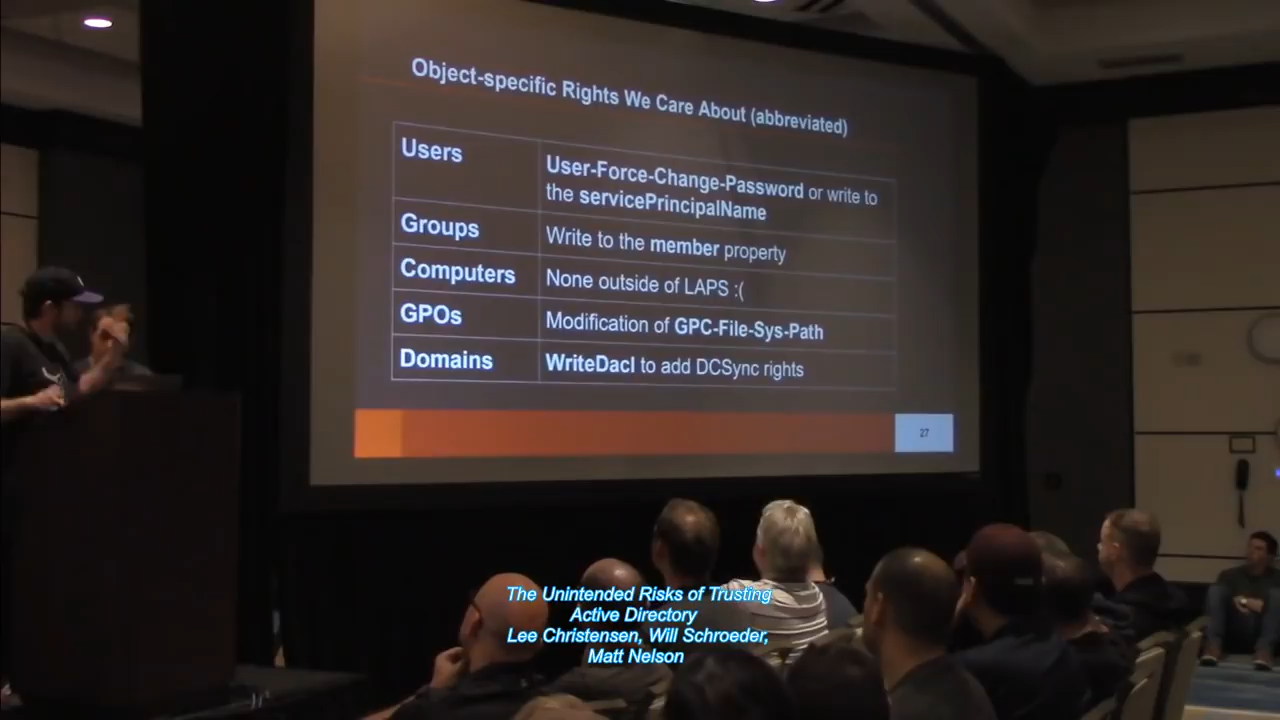 Object-specific Rights We Care About (abbreviated)
Users
User-Force-Change-Password or write to
the servicePrincipalName
Groups
Write to the member property
Computers
None outside of LAPS :(
GPOs
Modification of GPC-File-Sys-Path
Domains
WriteDacl to add DCSync rights
27
The Unintended Risks of Trusting
Active Directory
Lee Christensen, Will Schroeder,
Matt Nelson